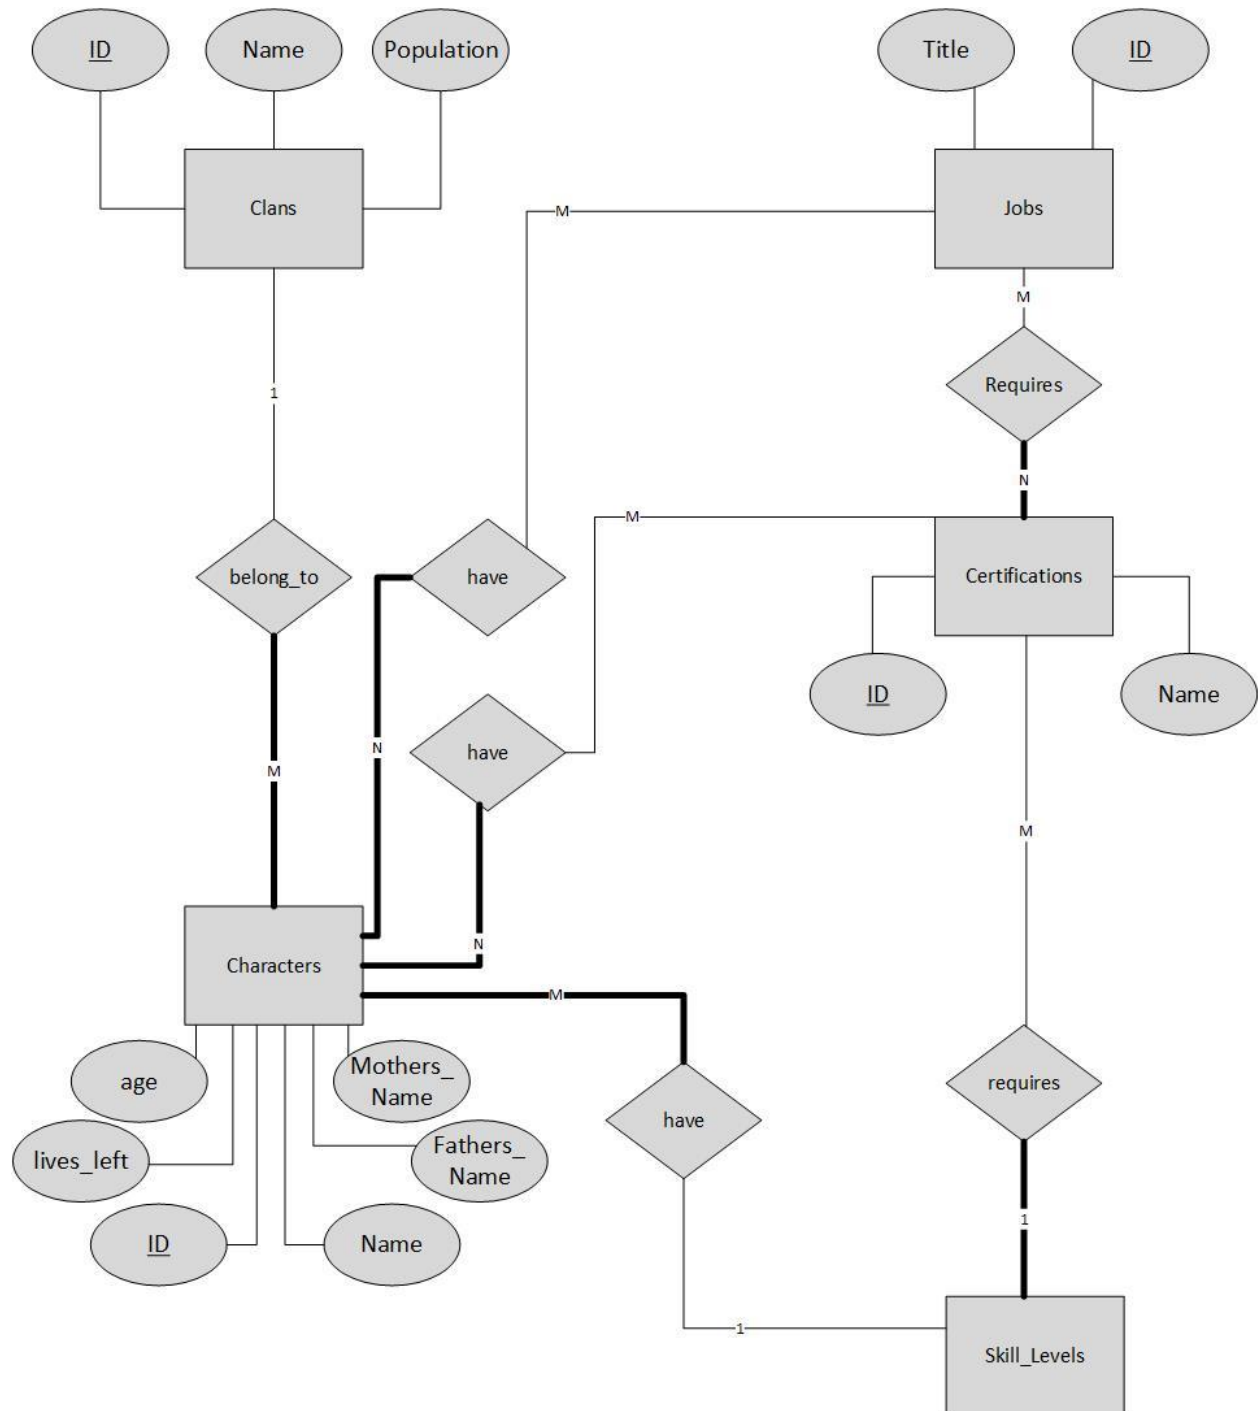 ID
Name
Population
Title
ID
Clans
Jobs
M
M
Requires
1
N
M
belong_to
have
Certifications
ID
Name
have
N
M
M
N
Characters
M
age
Mothers_
Name
requires
have
lives_left
Fathers_
Name
ID
Name
1
1
Skill_Levels